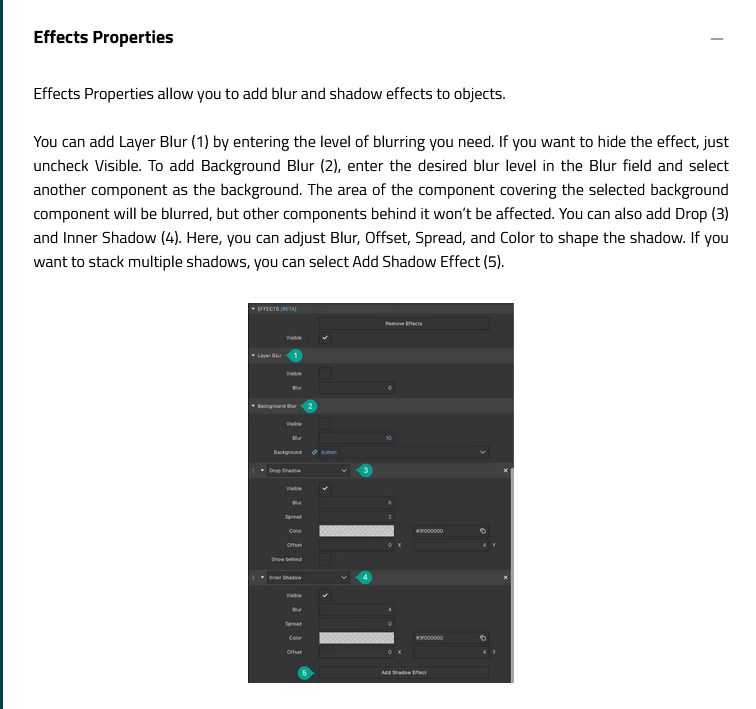 Effects Properties
Effects Properties allow you to add blur and shadow effects to objects.
You can add Layer Blur (1) by entering the level of blurring you need. If you want to hide the effect, just
uncheck Visible. To add Background Blur (2), enter the desired blur level in the Blur field and select
another component as the background. The area of the component covering the selected background
component will be blurred, but other components behind it won't be affected. You can also add Drop (3)
and Inner Shadow (4). Here, you can adjust Blur, Offset, Spread, and Color to shape the shadow. If you
want to stack multiple shadows, you can select Add Shadow Effect (5).
EFFECTS [BETA]
Remove Effects
Visible
Layer Blur 1
Visible
Blur 0
Background Blur 2
Visible
Blur 10
Background button
Drop Shadow 3
Visible
Blur 6
Spread 2
Color #3f000000
Offset 0 X 4 Y
Show behind
Inner Shadow 4
Visible
Blur 4
Spread 0
Color #3f000000
Offset 0 X 4 Y
5 Add Shadow Effect